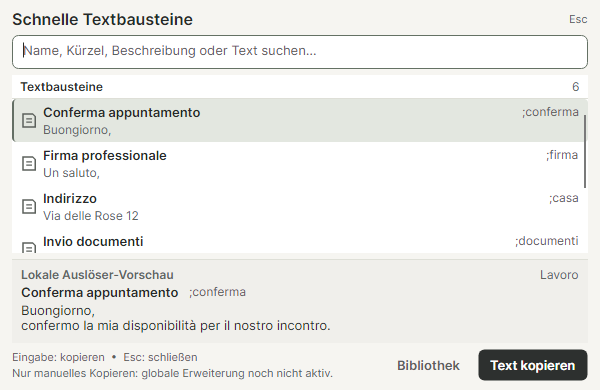 Schnelle Textbausteine Esc
Name, Kürzel, Beschreibung oder Text suchen...
Textbausteine 6
Conferma appuntamento ;conferma
Buongiorno,
Firma professionale ;firma
Un saluto,
Indirizzo ;casa
Via delle Rose 12
Invio documenti ;documenti
Lokale Auslöser-Vorschau Lavoro
Conferma appuntamento ;conferma
Buongiorno,
confermo la mia disponibilità per il nostro incontro.
Eingabe: kopieren • Esc: schließen
Nur manuelles Kopieren: globale Erweiterung noch nicht aktiv.
Bibliothek Text kopieren